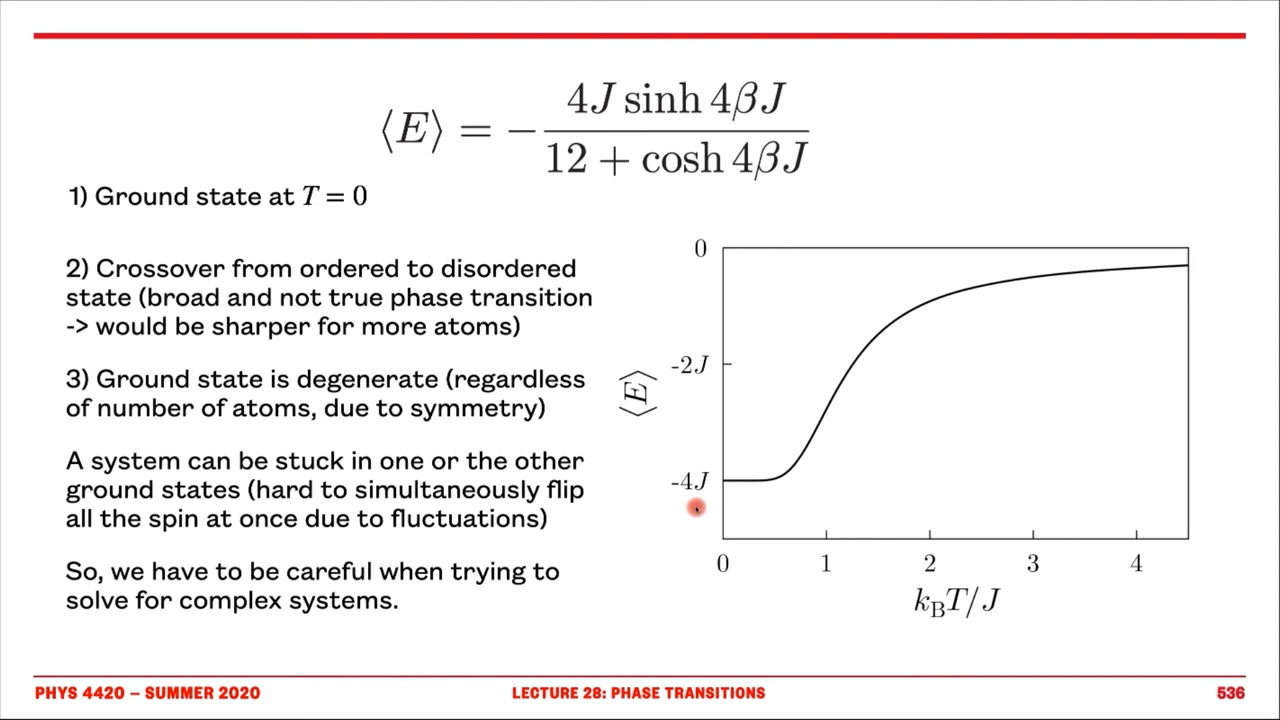 ⟨E⟩ = − 4J sinh 4βJ / 12 + cosh 4βJ
1) Ground state at T = 0
2) Crossover from ordered to disordered
state (broad and not true phase transition
-> would be sharper for more atoms)
3) Ground state is degenerate (regardless
of number of atoms, due to symmetry)
A system can be stuck in one or the other
ground states (hard to simultaneously flip
all the spin at once due to fluctuations)
So, we have to be careful when trying to
solve for complex systems.
0
-2J
-4J
⟨E⟩
0 1 2 3 4
k_B T/J
PHYS 4420 – SUMMER 2020
LECTURE 28: PHASE TRANSITIONS
536